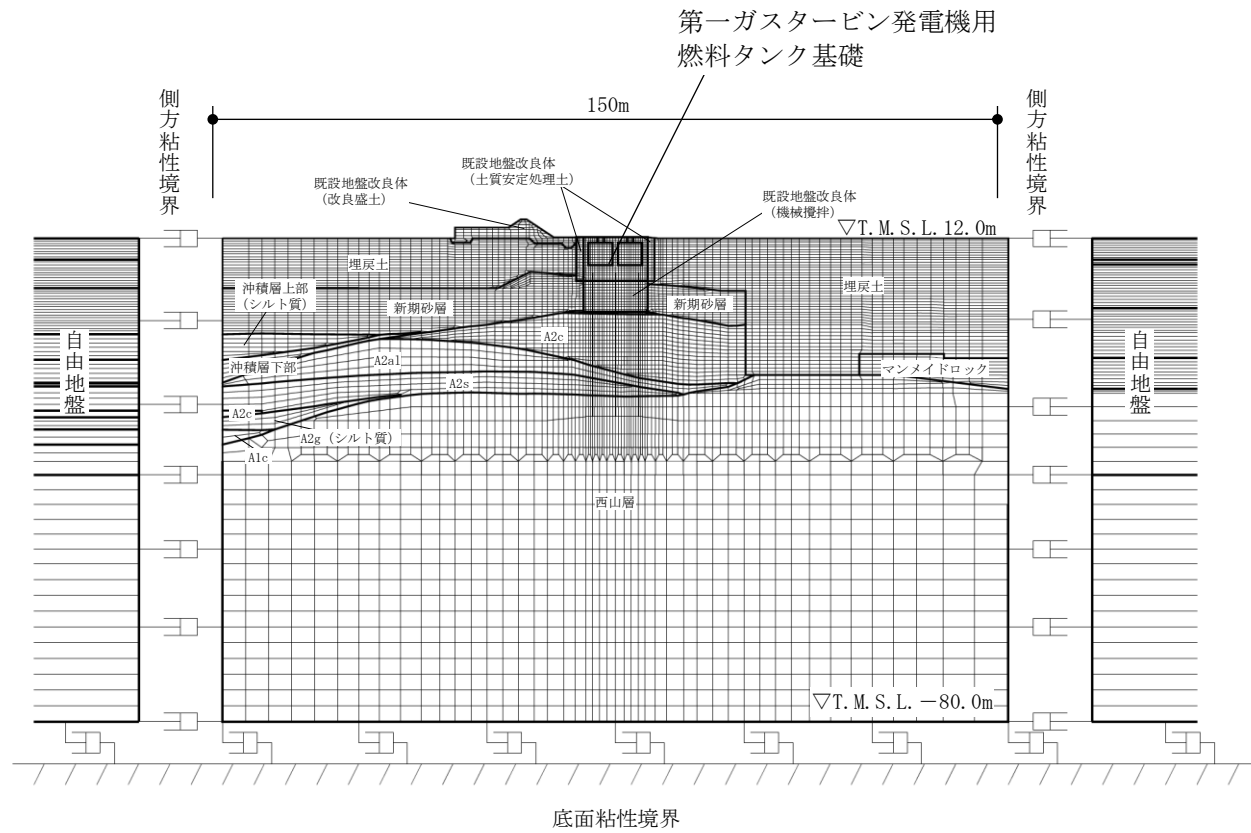 第一ガスタービン発電機用
燃料タンク基礎
150m
側方粘性境界
側方粘性境界
既設地盤改良体
（土質安定処理土）
既設地盤改良体
（改良盛土）
既設地盤改良体
（機械攪拌）
▽T.M.S.L.12.0m
埋戻土
埋戻土
沖積層上部
（シルト質）
新期砂層
新期砂層
A2c
自由地盤
自由地盤
沖積層下部
A2al
マンメイドロック
A2s
A2c
A2g（シルト質）
A1c
西山層
▽T.M.S.L.－80.0m
底面粘性境界